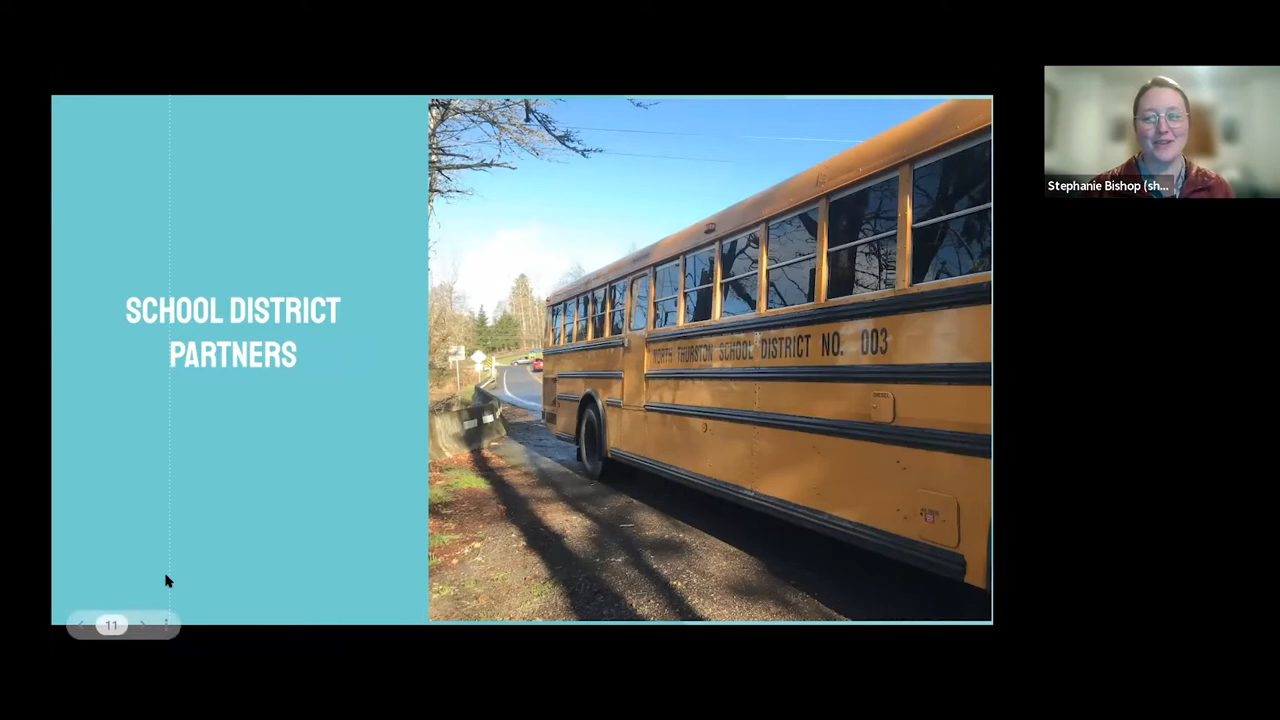 SCHOOL DISTRICT
PARTNERS
NORTH THURSTON SCHOOL DISTRICT NO. 003
DIESEL
Stephanie Bishop (sh...
11